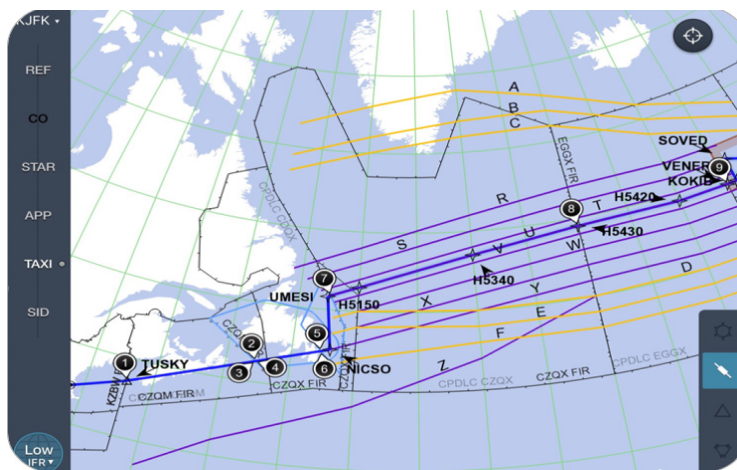 KJFK
REF
CO
STAR
APP
TAXI
SID
Low
IFR
A
B
C
SOVED
VENER
9
KOKIB
EGGX FIR
CPDLC CZQX
R
8
T
H5420
S
U
H5430
V
W
7
H5340
D
UMESI
H5150
X
Y
E
5
2
F
1
TUSKY
3
4
6
NICSO
Z
KZBW
CZQM FIR
CZQX FIR
CPDLC CZQX
CZQX FIR
CPDLC EGGX